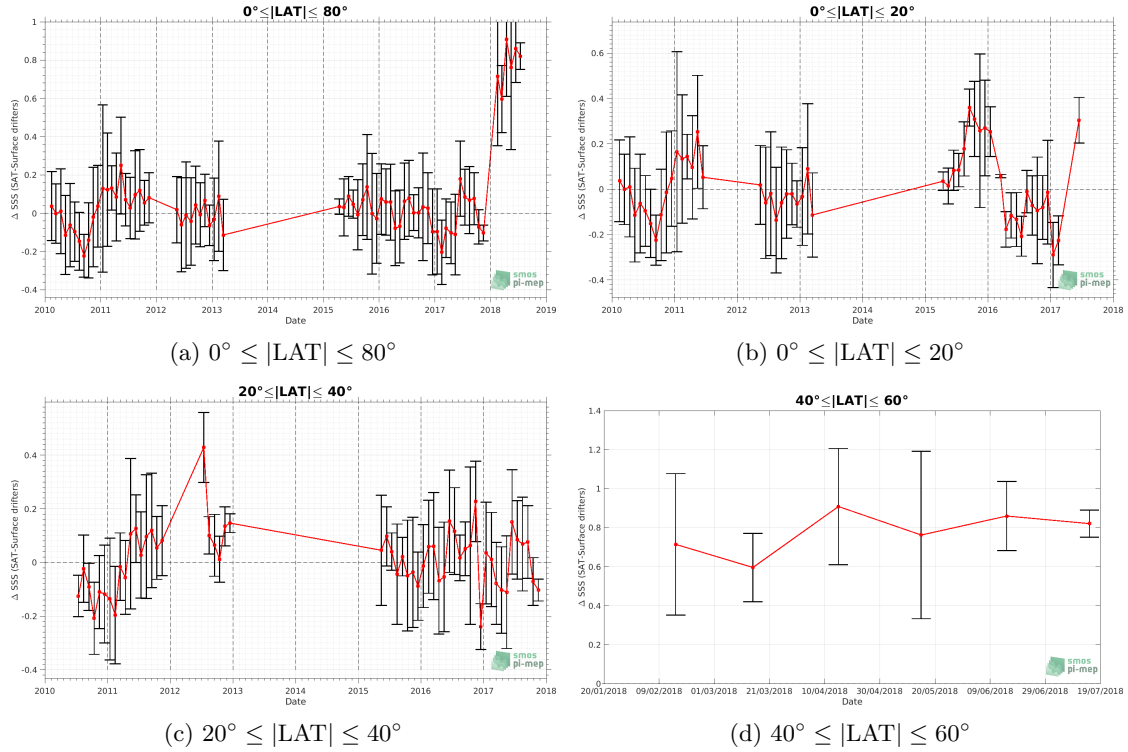 0°≤|LAT|≤ 80°
Δ SSS (SAT-Surface drifters)
1
0.8
0.6
0.4
0.2
0
-0.2
-0.4
2010 2011 2012 2013 2014 2015 2016 2017 2018 2019
Date
smos
pi-mep
(a) 0° ≤ |LAT| ≤ 80°
0°≤|LAT|≤ 20°
Δ SSS (SAT-Surface drifters)
0.6
0.4
0.2
0
-0.2
-0.4
2010 2011 2012 2013 2014 2015 2016 2017 2018
Date
smos
pi-mep
(b) 0° ≤ |LAT| ≤ 20°
20°≤|LAT|≤ 40°
Δ SSS (SAT-Surface drifters)
0.4
0.2
0
-0.2
-0.4
2010 2011 2012 2013 2014 2015 2016 2017 2018
Date
smos
pi-mep
(c) 20° ≤ |LAT| ≤ 40°
40°≤|LAT|≤ 60°
Δ SSS (SAT-Surface drifters)
1.4
1.2
1
0.8
0.6
0.4
0.2
0
20/01/2018 09/02/2018 01/03/2018 21/03/2018 10/04/2018 30/04/2018 20/05/2018 09/06/2018 29/06/2018 19/07/2018
Date
smos
pi-mep
(d) 40° ≤ |LAT| ≤ 60°